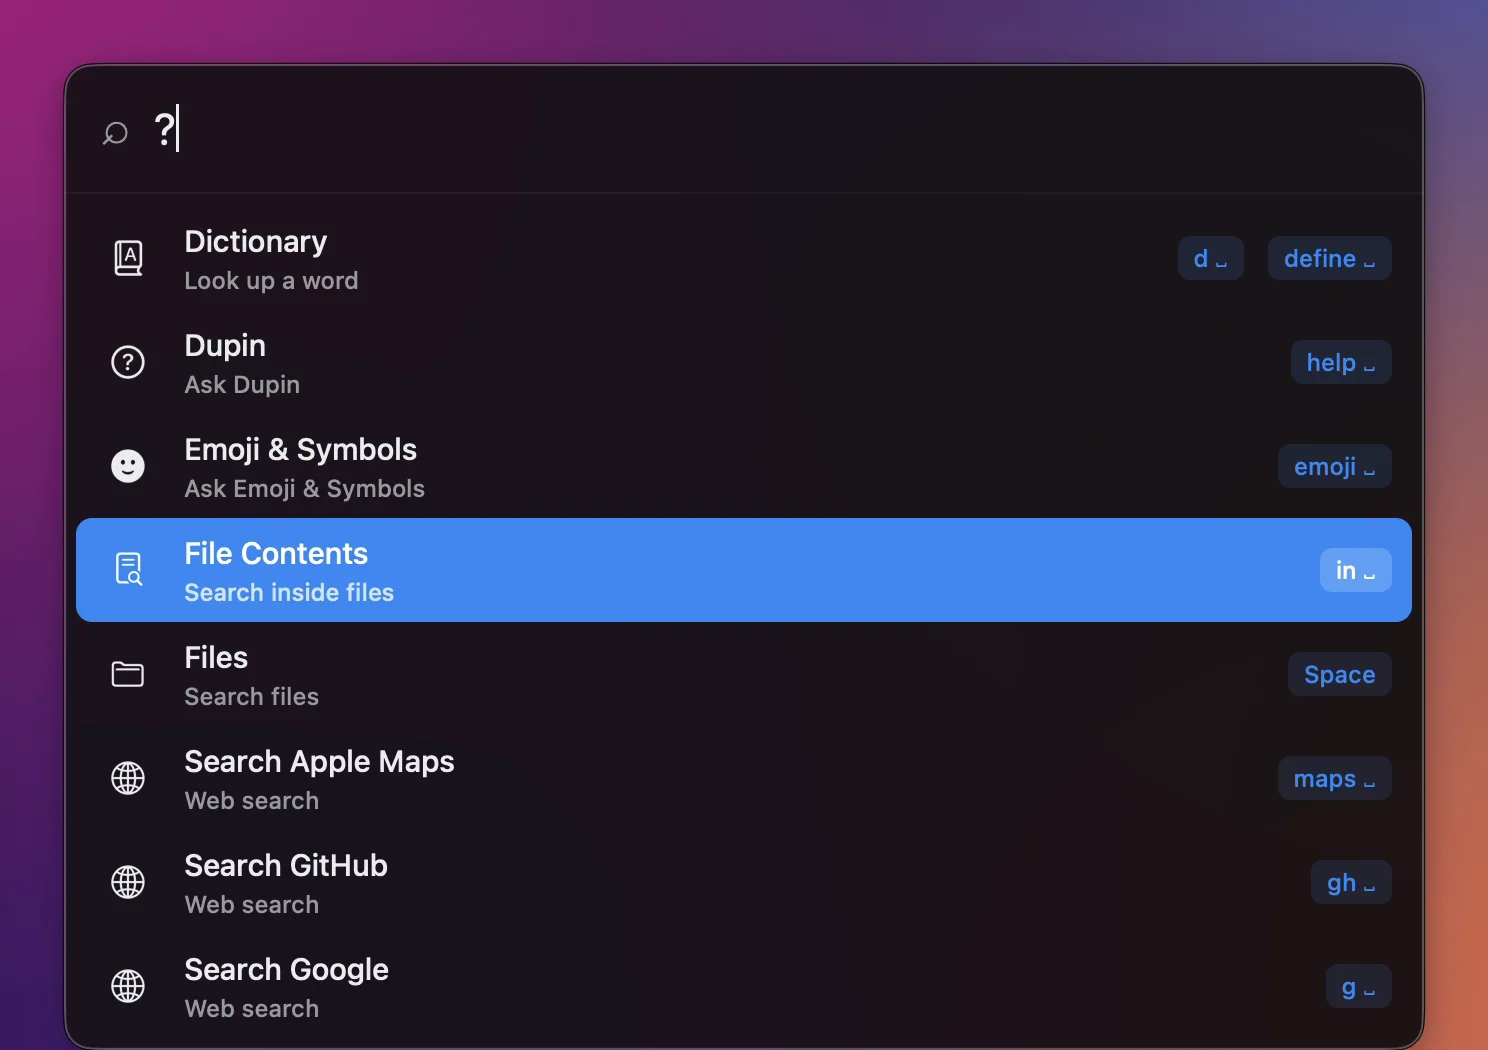 ?
Dictionary
Look up a word
d ⎵
define ⎵
Dupin
Ask Dupin
help ⎵
Emoji & Symbols
Ask Emoji & Symbols
emoji ⎵
File Contents
Search inside files
in ⎵
Files
Search files
Space
Search Apple Maps
Web search
maps ⎵
Search GitHub
Web search
gh ⎵
Search Google
Web search
g ⎵